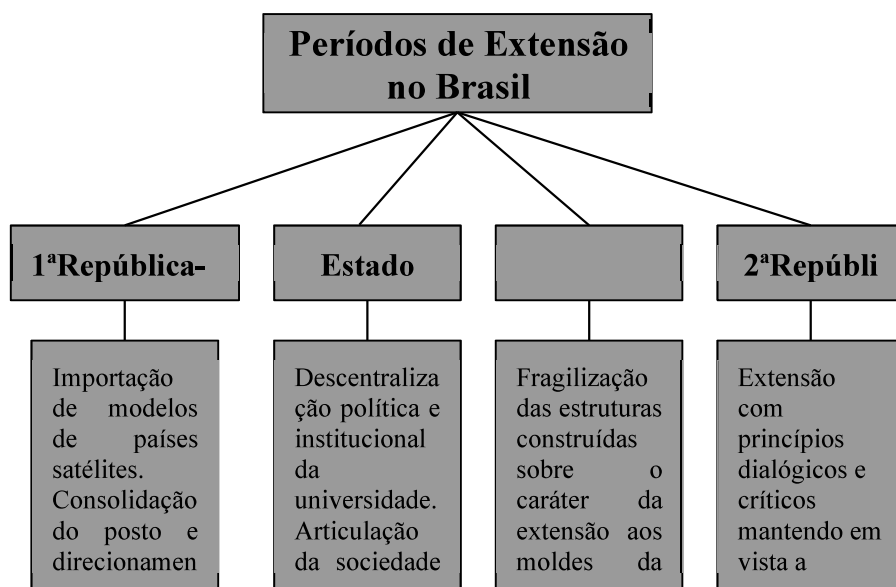 Períodos de Extensão
no Brasil
1ªRepública-
Estado
2ªRepúbli
Importação
de modelos
de países
satélites.
Consolidação
do posto e
direcionamen
Descentraliza
ção política e
institucional
da
universidade.
Articulação
da sociedade
Fragilização
das estruturas
construídas
sobre o
caráter da
extensão aos
moldes da
Extensão
com
princípios
dialógicos e
críticos
mantendo em
vista a